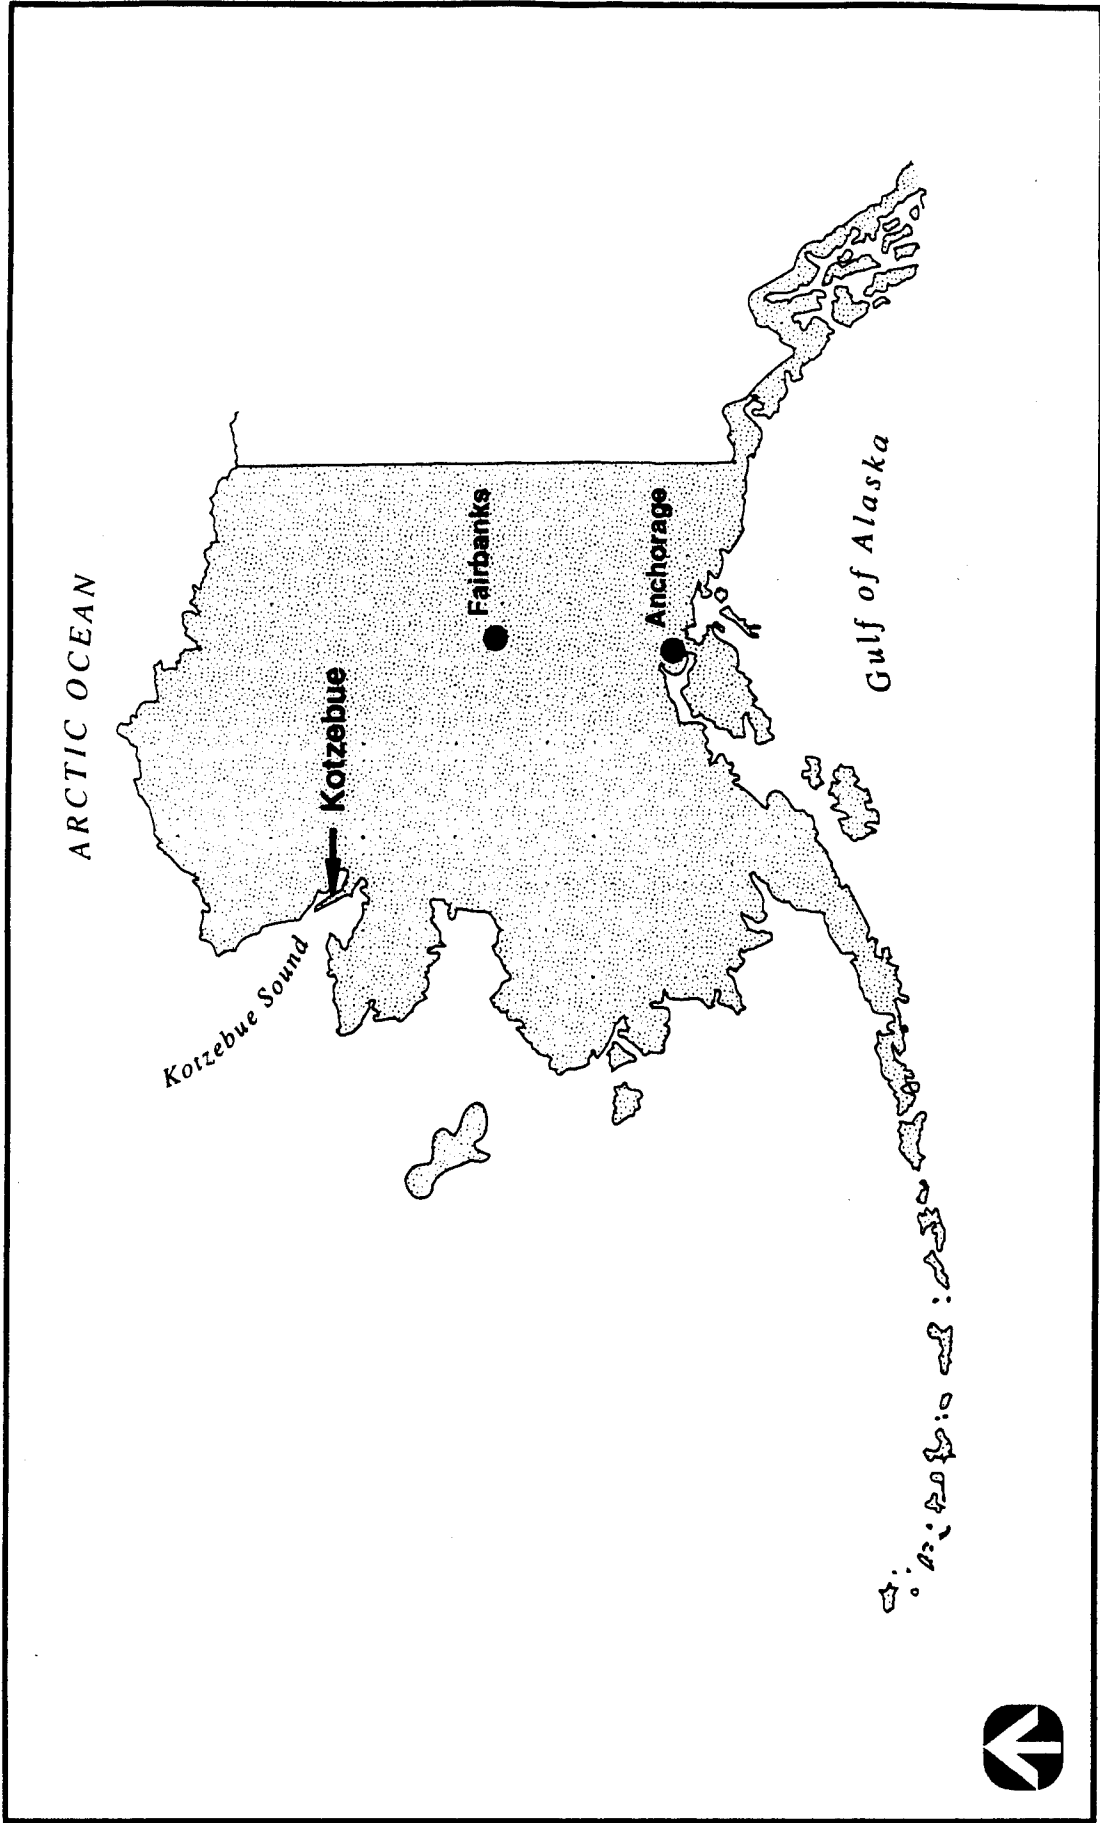 ARCTIC OCEAN
Kotzebue Sound
Kotzebue
Fairbanks
Anchorage
Gulf of Alaska